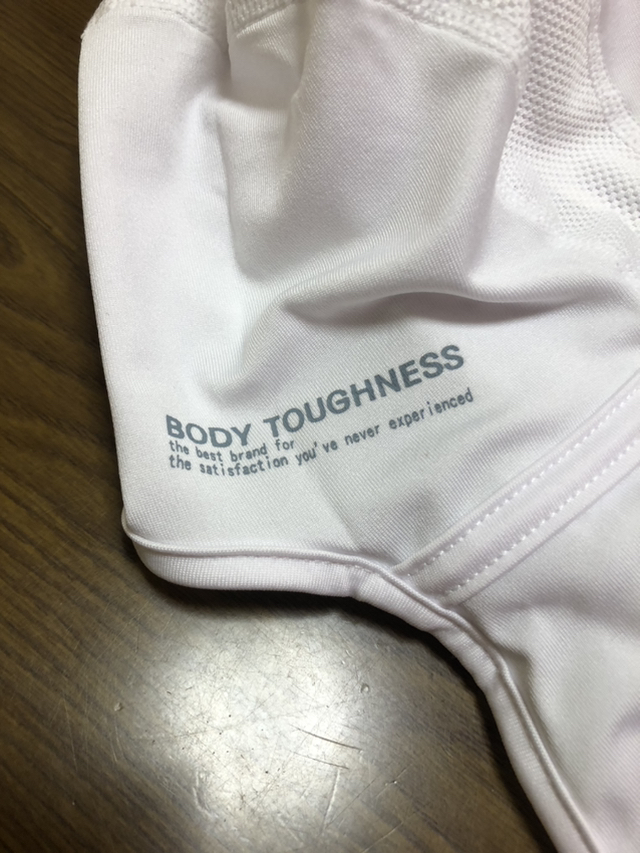 BODY TOUGHNESS
the best brand for
the satisfaction you've never experienced